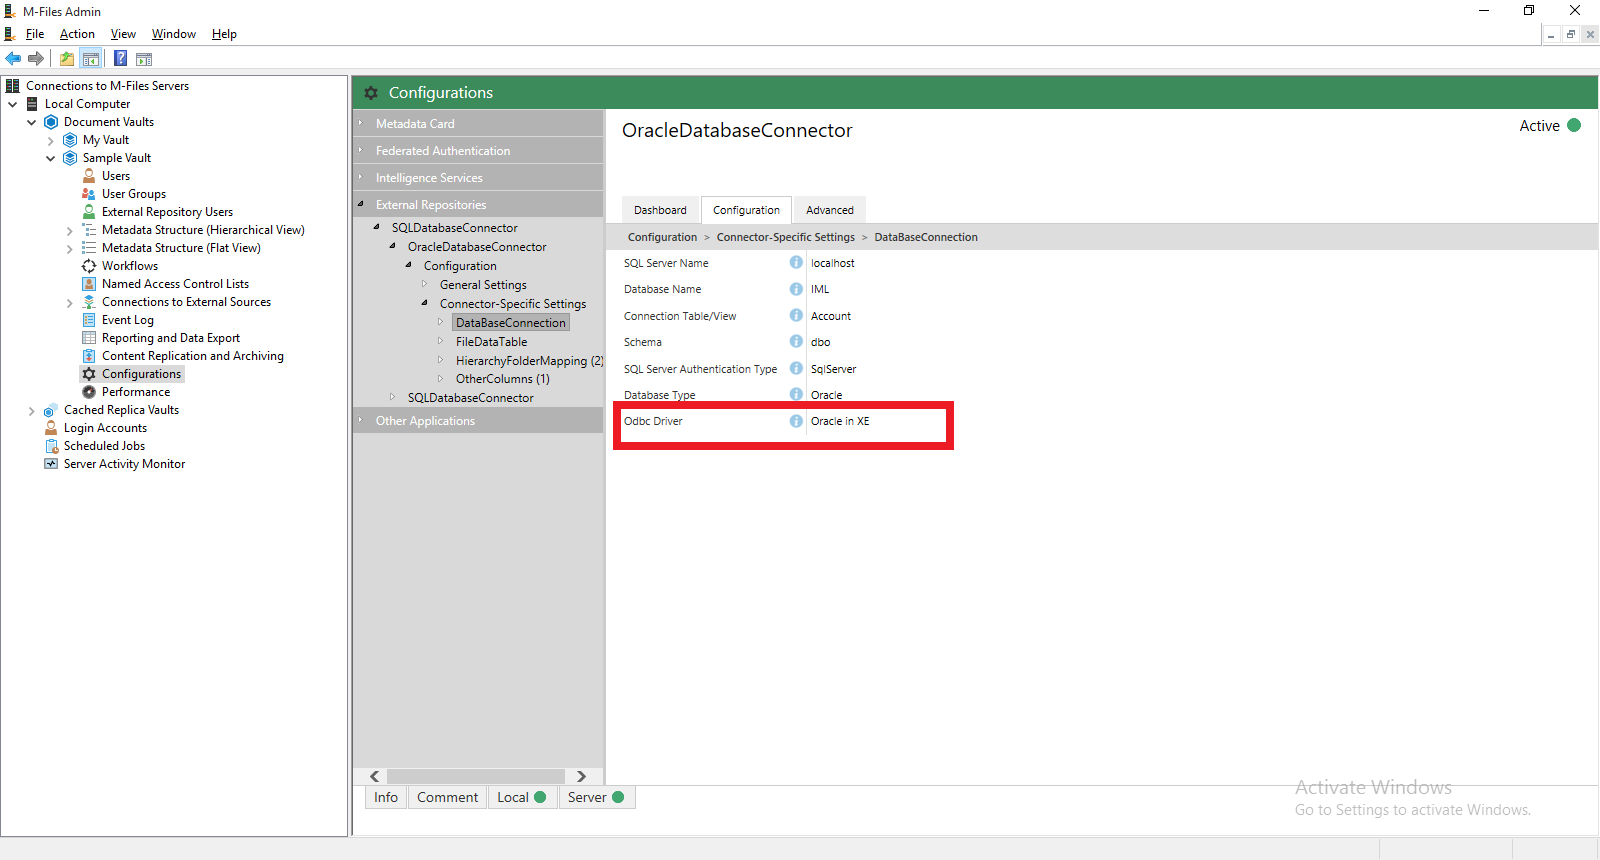 M-Files Admin
File Action View Window Help
Connections to M-Files Servers
Local Computer
Document Vaults
My Vault
Sample Vault
Users
User Groups
External Repository Users
Metadata Structure (Hierarchical View)
Metadata Structure (Flat View)
Workflows
Named Access Control Lists
Connections to External Sources
Event Log
Reporting and Data Export
Content Replication and Archiving
Configurations
Performance
Cached Replica Vaults
Login Accounts
Scheduled Jobs
Server Activity Monitor
Configurations
Metadata Card
Federated Authentication
Intelligence Services
External Repositories
SQLDatabaseConnector
OracleDatabaseConnector
Configuration
General Settings
Connector-Specific Settings
DataBaseConnection
FileDataTable
HierarchyFolderMapping (2)
OtherColumns (1)
SQLDatabaseConnector
Other Applications
OracleDatabaseConnector
Active
Dashboard Configuration Advanced
Configuration > Connector-Specific Settings > DataBaseConnection
SQL Server Name localhost
Database Name IML
Connection Table/View Account
Schema dbo
SQL Server Authentication Type SqlServer
Database Type Oracle
Odbc Driver Oracle in XE
Info Comment Local Server
Activate Windows
Go to Settings to activate Windows.